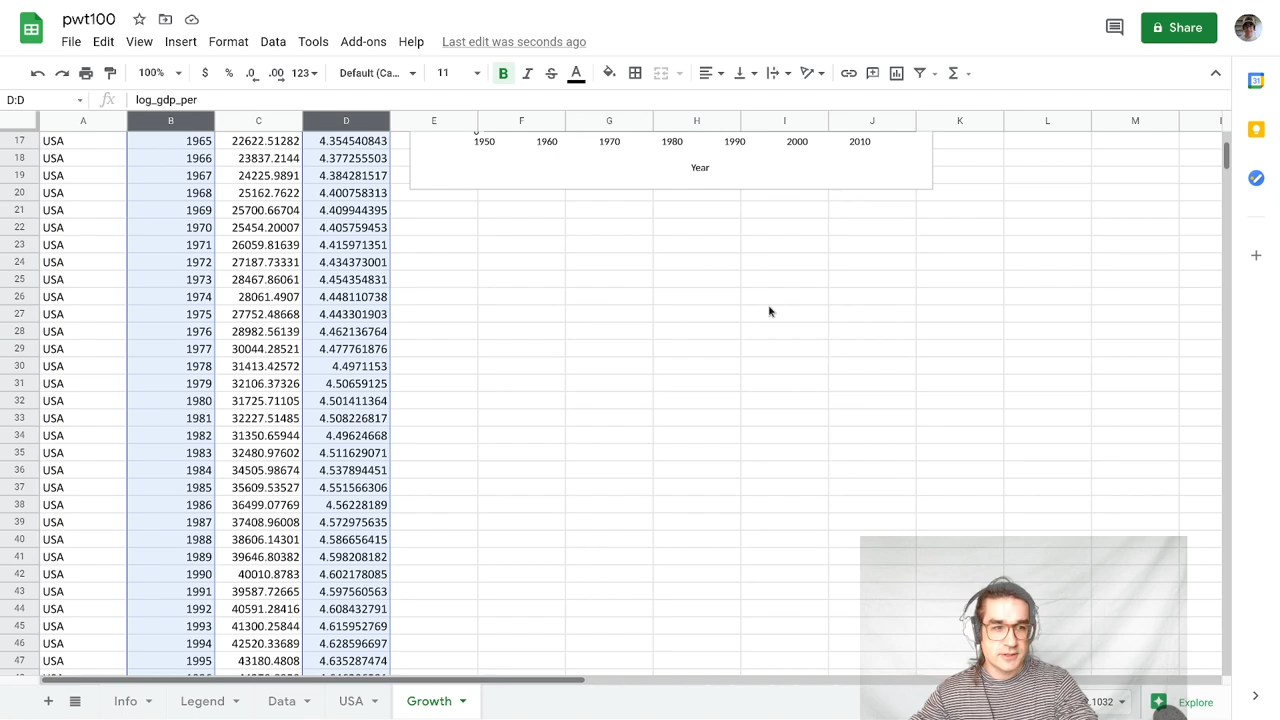 pwt100
File Edit View Insert Format Data Tools Add-ons Help Last edit was seconds ago
Share
100% $ % .0 .00 123 Default (Ca... 11 B I S A
31
D:D fx log_gdp_per
A B C D E F G H I J K L M
17 USA 1965 22622.51282 4.354540843
1950 1960 1970 1980 1990 2000 2010
18 USA 1966 23837.2144 4.377255503
Year
19 USA 1967 24225.9891 4.384281517
20 USA 1968 25162.7622 4.400758313
21 USA 1969 25700.66704 4.409944395
22 USA 1970 25454.20007 4.405759453
23 USA 1971 26059.81639 4.415971351
24 USA 1972 27187.73331 4.434373001
25 USA 1973 28467.86061 4.454354831
26 USA 1974 28061.4907 4.448110738
27 USA 1975 27752.48668 4.443301903
28 USA 1976 28982.56139 4.462136764
29 USA 1977 30044.28521 4.477761876
30 USA 1978 31413.42572 4.4971153
31 USA 1979 32106.37326 4.50659125
32 USA 1980 31725.71105 4.501411364
33 USA 1981 32227.51485 4.508226817
34 USA 1982 31350.65944 4.49624668
35 USA 1983 32480.97602 4.511629071
36 USA 1984 34505.98674 4.537894451
37 USA 1985 35609.53527 4.551566306
38 USA 1986 36499.07769 4.56228189
39 USA 1987 37408.96008 4.572975635
40 USA 1988 38606.14301 4.586656415
41 USA 1989 39646.80382 4.598208182
42 USA 1990 40010.8783 4.602178085
43 USA 1991 39587.72665 4.597560563
44 USA 1992 40591.28416 4.608432791
45 USA 1993 41300.25844 4.615952769
46 USA 1994 42520.33689 4.628596697
47 USA 1995 43180.4808 4.635287474
Info Legend Data USA Growth .1032 Explore